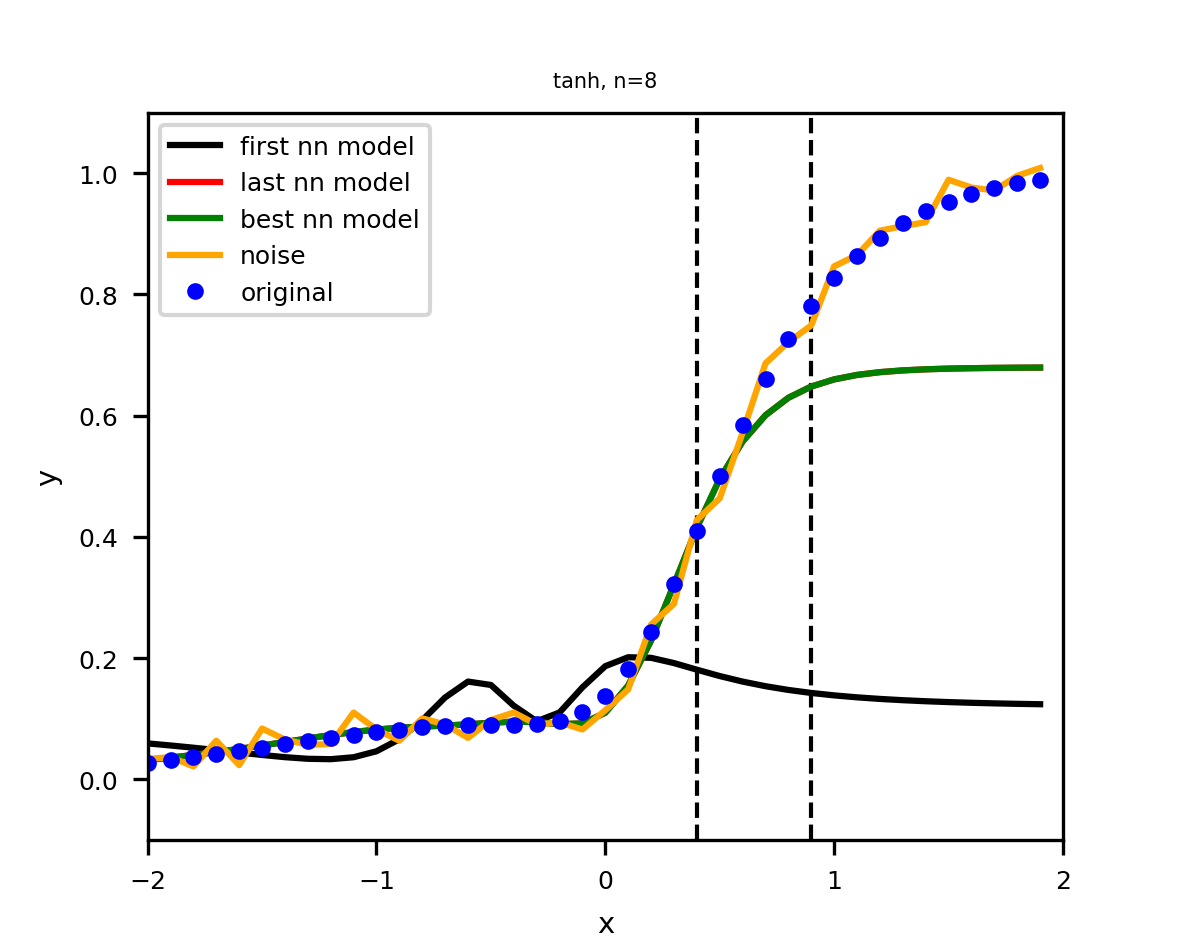 tanh, n=8
first nn model
last nn model
best nn model
noise
original
1.0
0.8
0.6
0.4
0.2
0.0
y
−2
−1
0
1
2
x